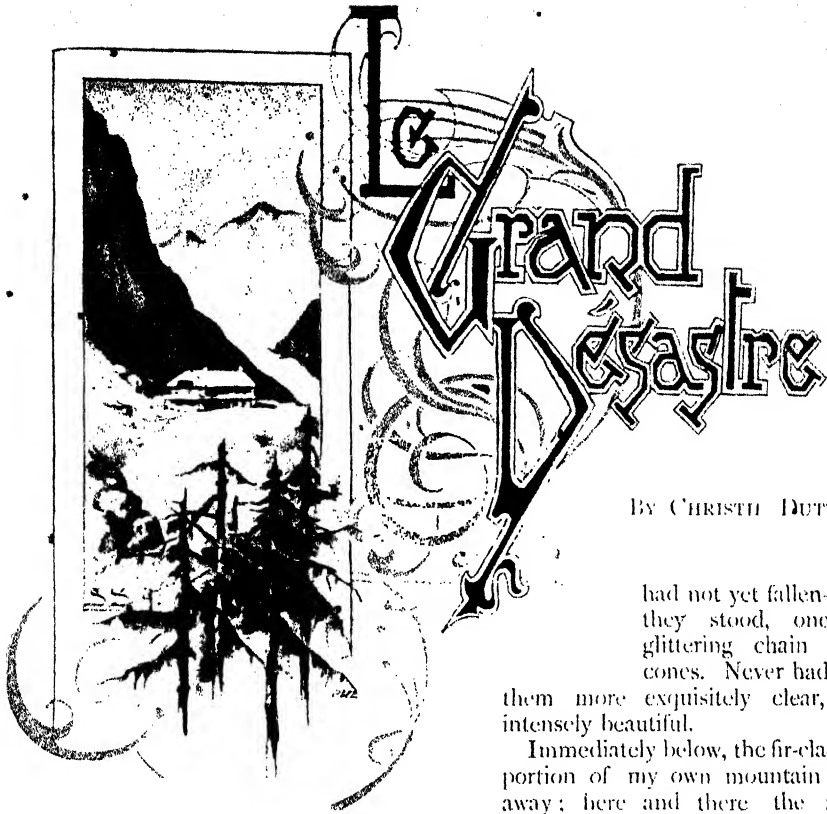 Le
Grand
Désastre
BY CHRISTIE DUT
had not yet fallen-
they stood, one
glittering chain
cones. Never had
them more exquisitely clear,
intensely beautiful.
Immediately below, the fir-cla
portion of my own mountain
away; here and there the